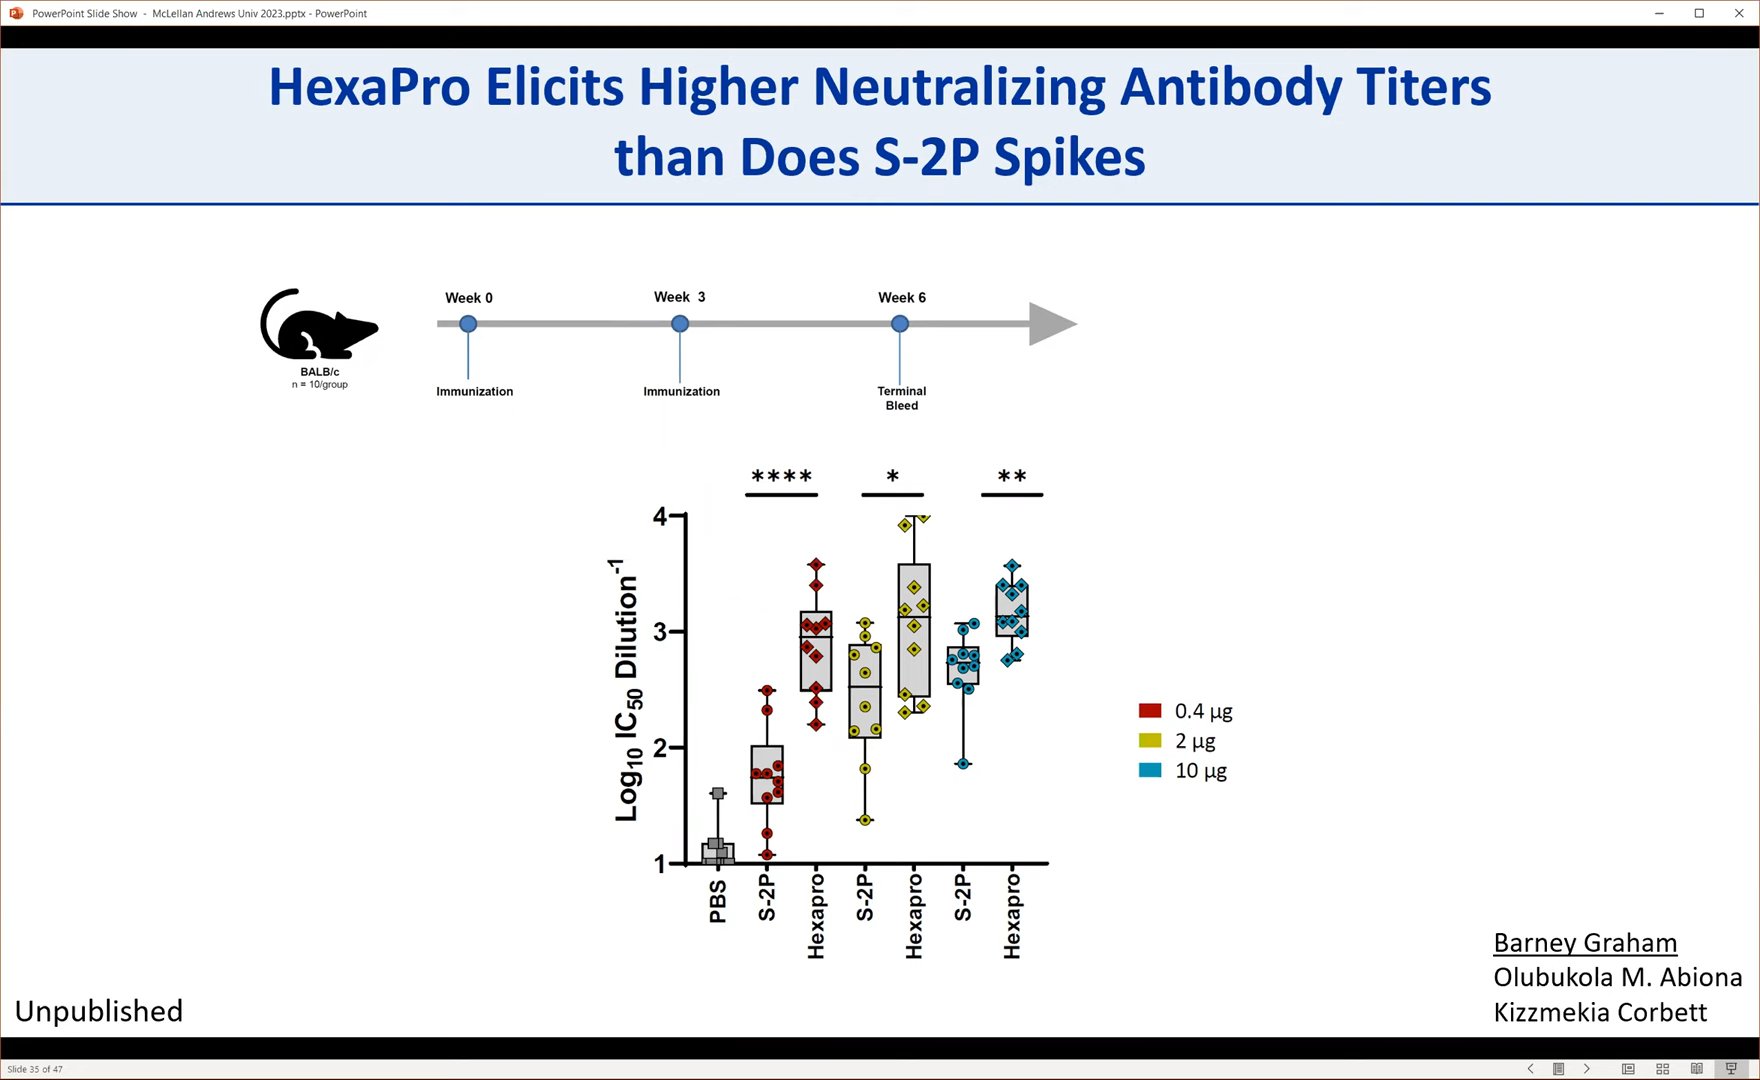 PowerPoint Slide Show - McLellan Andrews Univ 2023.pptx - PowerPoint
HexaPro Elicits Higher Neutralizing Antibody Titers
than Does S-2P Spikes
Week 0
Week 3
Week 6
BALB/c
n = 10/group
Immunization
Immunization
Terminal
Bleed
****
*
**
Log10 IC50 Dilution-1
4
3
2
1
PBS
S-2P
Hexapro
S-2P
Hexapro
S-2P
Hexapro
0.4 µg
2 µg
10 µg
Barney Graham
Olubukola M. Abiona
Kizzmekia Corbett
Unpublished
Slide 35 of 47